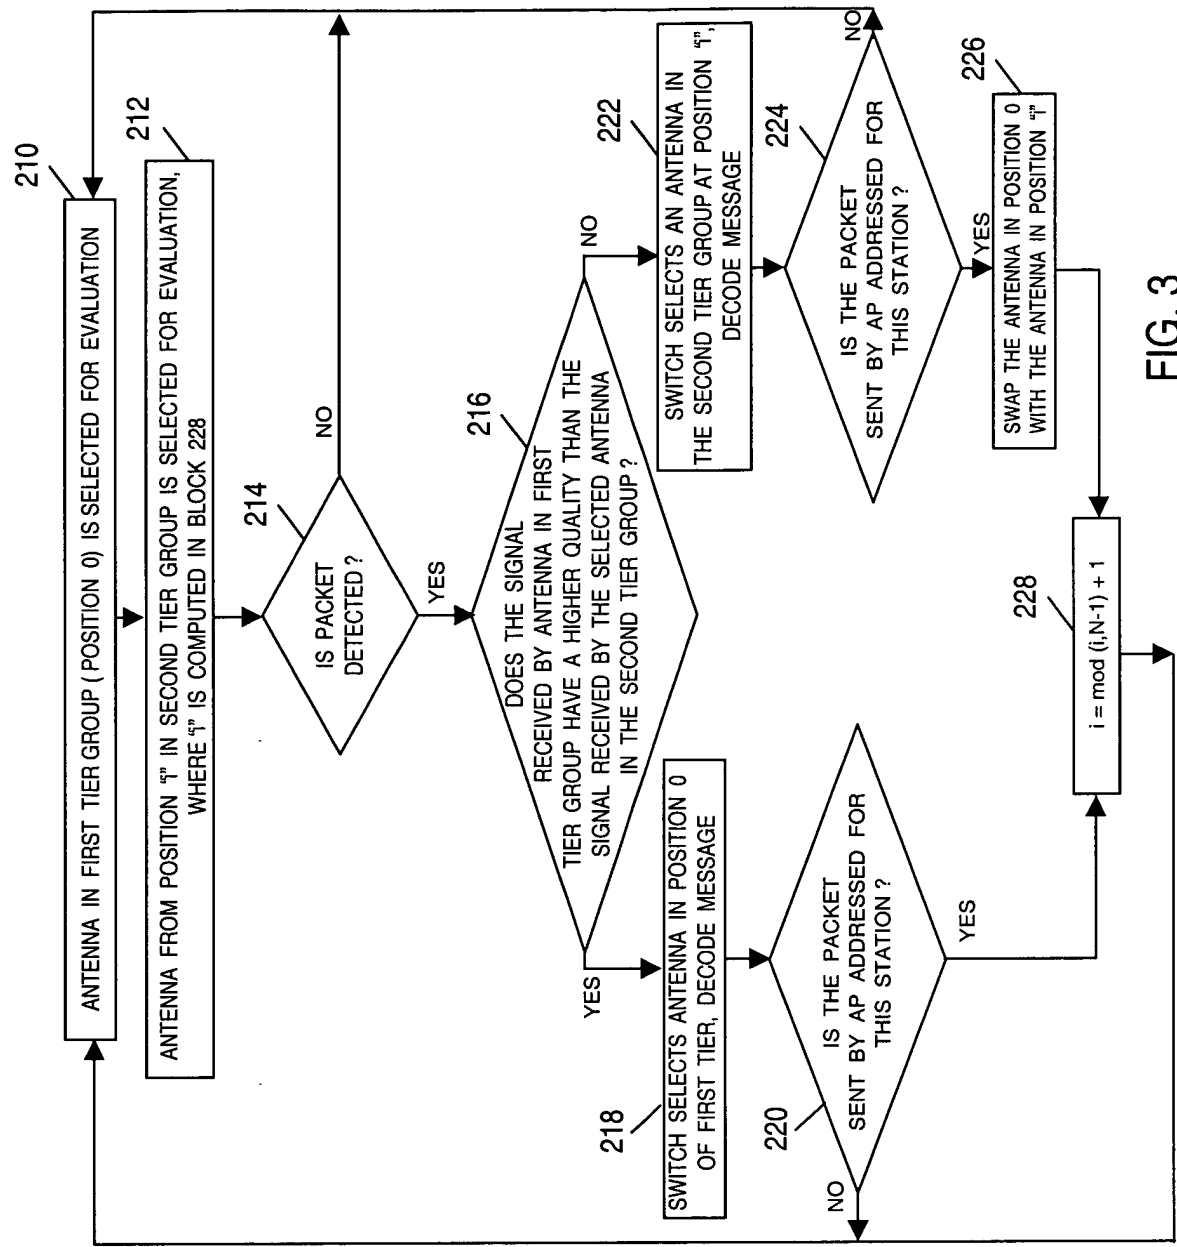 210
ANTENNA IN FIRST TIER GROUP ( POSITION 0) IS SELECTED FOR EVALUATION
212
ANTENNA FROM POSITION "i" IN SECOND TIER GROUP IS SELECTED FOR EVALUATION,
WHERE "i" IS COMPUTED IN BLOCK 228
214
IS PACKET
DETECTED ?
NO
YES
216
DOES THE SIGNAL
RECEIVED BY ANTENNA IN FIRST
TIER GROUP HAVE A HIGHER QUALITY THAN THE
SIGNAL RECEIVED BY THE SELECTED ANTENNA
IN THE SECOND TIER GROUP ?
YES
NO
218
SWITCH SELECTS ANTENNA IN POSITION 0
OF FIRST TIER, DECODE MESSAGE
222
SWITCH SELECTS AN ANTENNA IN
THE SECOND TIER GROUP AT POSITION "i",
DECODE MESSAGE
220
IS THE PACKET
SENT BY AP ADDRESSED FOR
THIS STATION ?
NO
YES
224
IS THE PACKET
SENT BY AP ADDRESSED FOR
THIS STATION ?
NO
YES
226
SWAP THE ANTENNA IN POSITION 0
WITH THE ANTENNA IN POSITION "i"
228
i = mod (i,N-1) + 1
FIG. 3